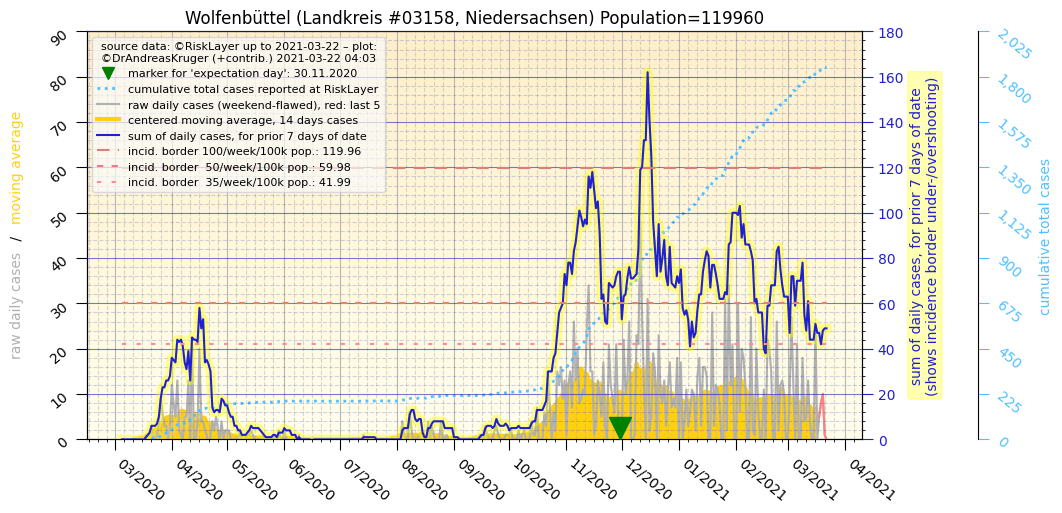 Wolfenbüttel (Landkreis #03158, Niedersachsen) Population=119960
source data: ©RiskLayer up to 2021-03-22 – plot:
©DrAndreasKruger (+contrib.) 2021-03-22 04:03
marker for 'expectation day': 30.11.2020
cumulative total cases reported at RiskLayer
raw daily cases (weekend-flawed), red: last 5
centered moving average, 14 days cases
sum of daily cases, for prior 7 days of date
incid. border 100/week/100k pop.: 119.96
incid. border  50/week/100k pop.: 59.98
incid. border  35/week/100k pop.: 41.99
raw daily cases  /  moving average
90
80
70
60
50
40
30
20
10
0
03/2020
04/2020
05/2020
06/2020
07/2020
08/2020
09/2020
10/2020
11/2020
12/2020
01/2021
02/2021
03/2021
04/2021
180
160
140
120
100
80
60
40
20
0
sum of daily cases, for prior 7 days of date
(shows incidence border under-/overshooting)
2,025
1,800
1,575
1,350
1,125
900
675
450
225
0
cumulative total cases